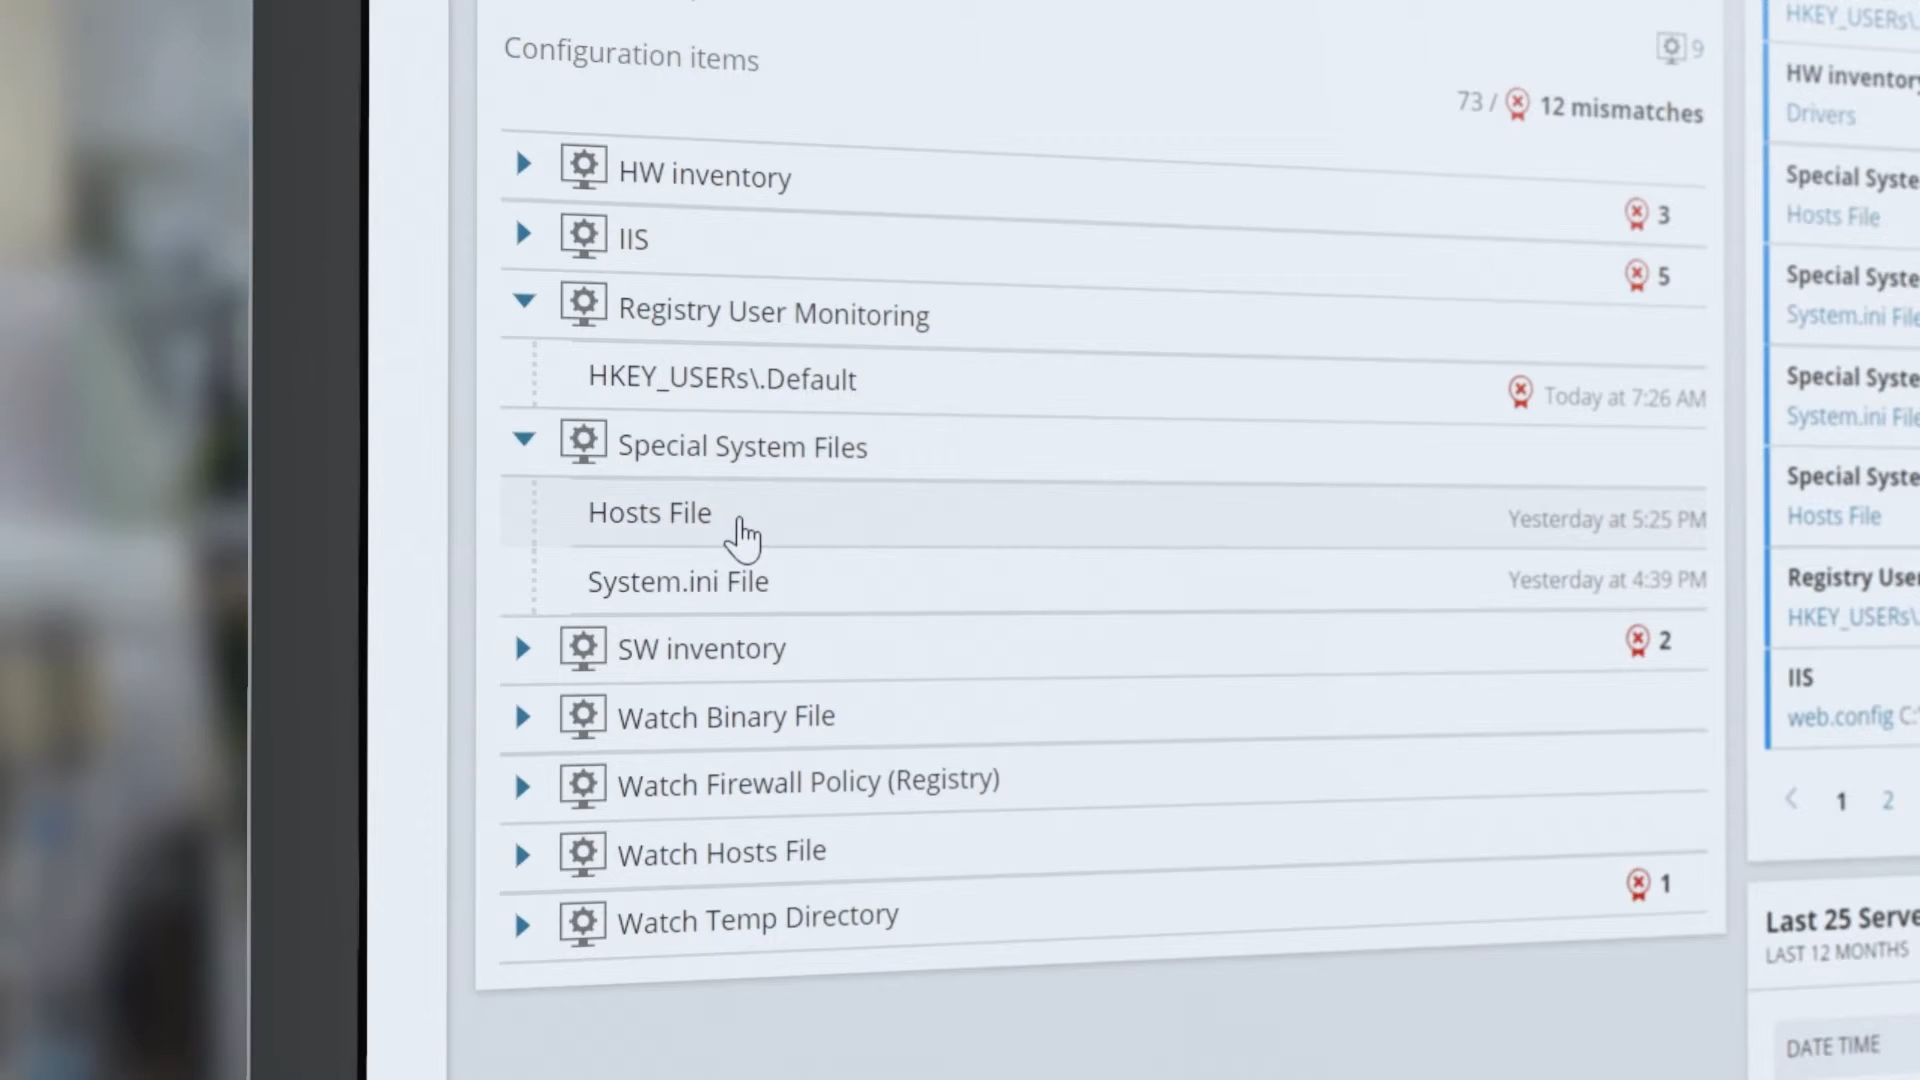 Configuration items
9
73 / 12 mismatches
HW inventory
3
IIS
5
Registry User Monitoring
HKEY_USERs\.Default
Today at 7:26 AM
Special System Files
Hosts File
Yesterday at 5:25 PM
System.ini File
Yesterday at 4:39 PM
SW inventory
2
Watch Binary File
Watch Firewall Policy (Registry)
Watch Hosts File
Watch Temp Directory
1
HKEY_USERs\.
HW inventory
Drivers
Special Syste
Hosts File
Special Syste
System.ini File
Special Syste
System.ini File
Special Syste
Hosts File
Registry User
HKEY_USERs\.
IIS
web.config C:
1 2
Last 25 Serve
LAST 12 MONTHS
DATE TIME